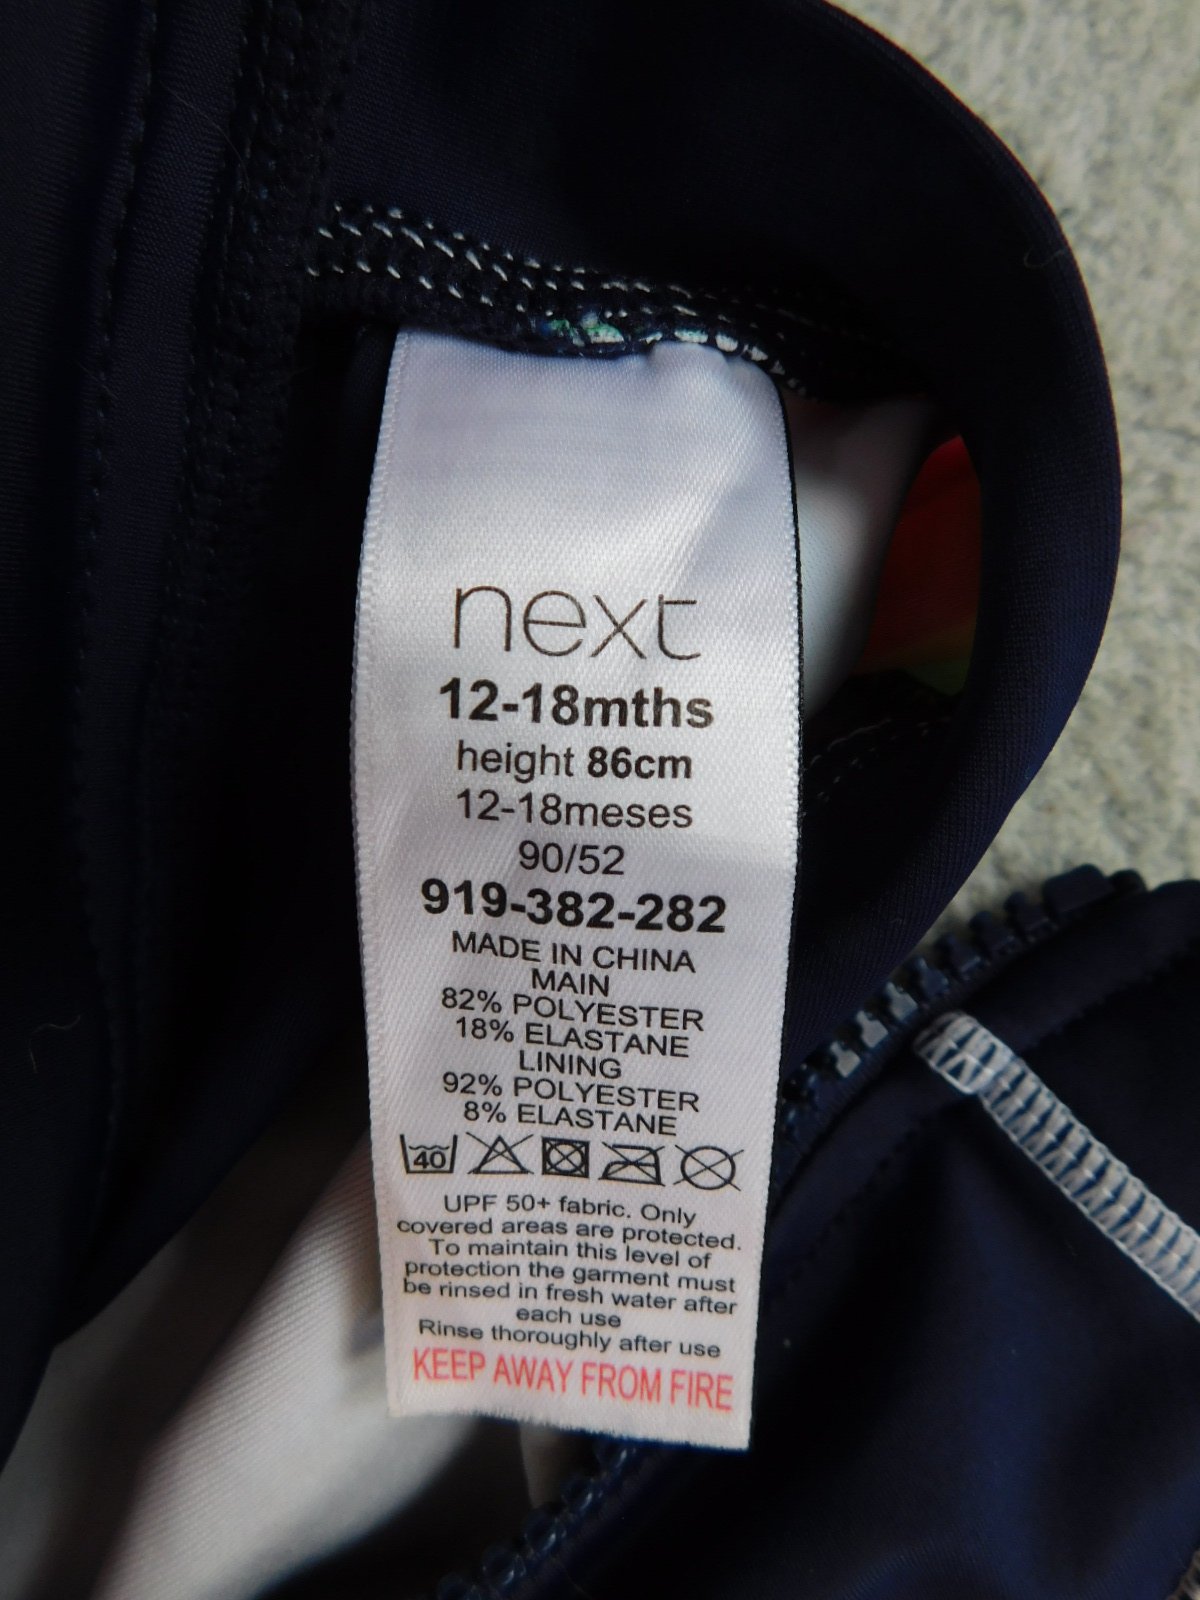 next
12-18mths
height 86cm
12-18meses
90/52
919-382-282
MADE IN CHINA
MAIN
82% POLYESTER
18% ELASTANE
LINING
92% POLYESTER
8% ELASTANE
40
UPF 50+ fabric. Only
covered areas are protected.
To maintain this level of
protection the garment must
be rinsed in fresh water after
each use
Rinse thoroughly after use
KEEP AWAY FROM FIRE